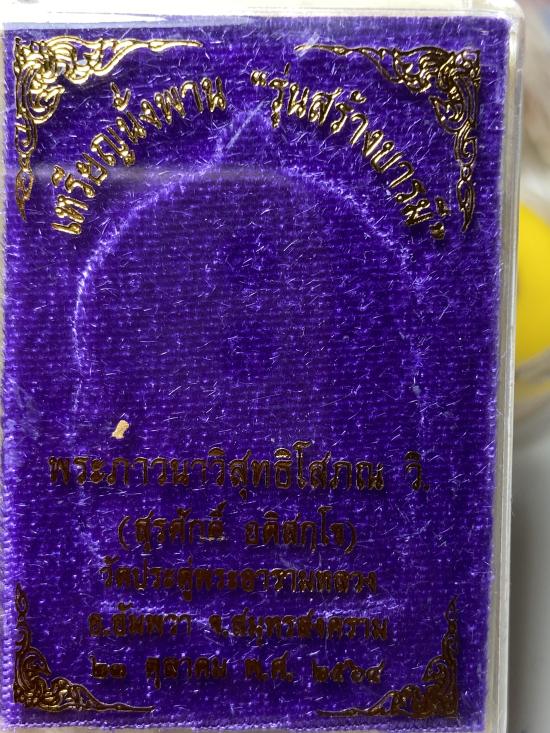 เหรียญนั่งพาน "รุ่นสร้างบารมี"
พระภาวนาวิสุทธิโสภณ วิ.
(สุรศักดิ์ อติสกฺโข)
วัดประดู่พระอารามหลวง
อ.อัมพวา จ.สมุทรสงคราม
๒๑ ตุลาคม พ.ศ. ๒๕๖๔